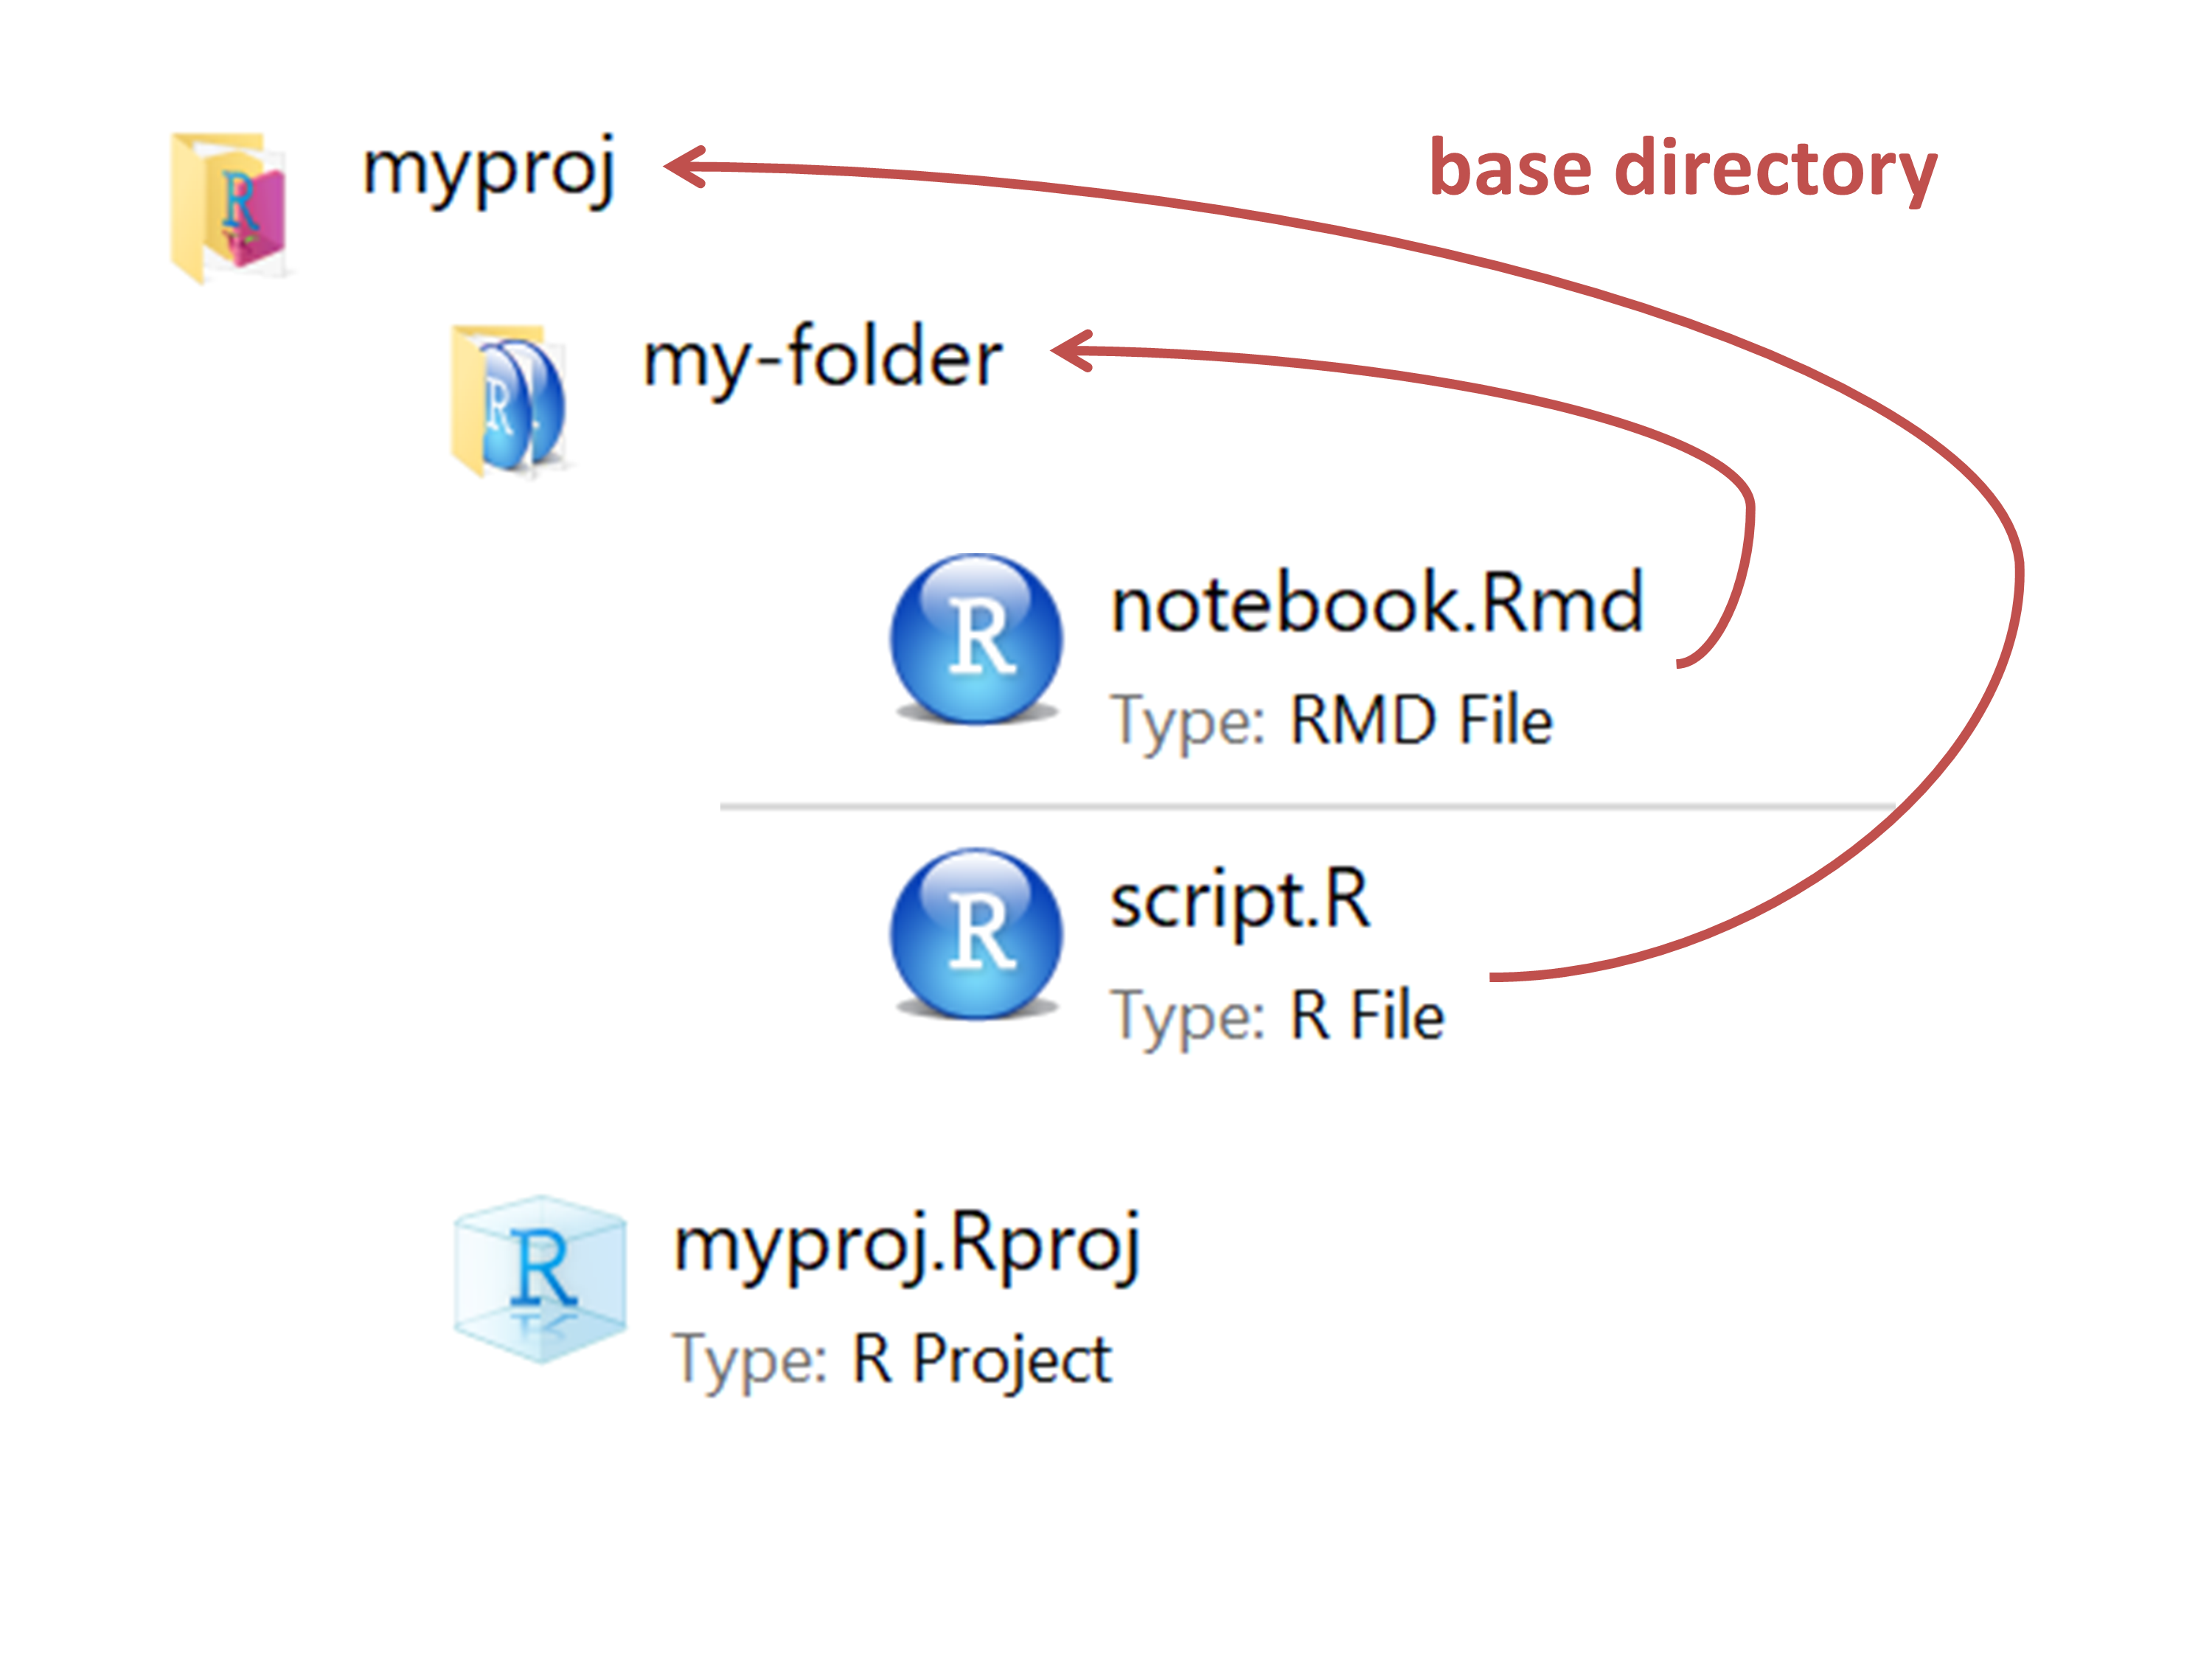 myproj
base directory
my-folder
notebook.Rmd
Type: RMD File
script.R
Type: R File
myproj.Rproj
Type: R Project